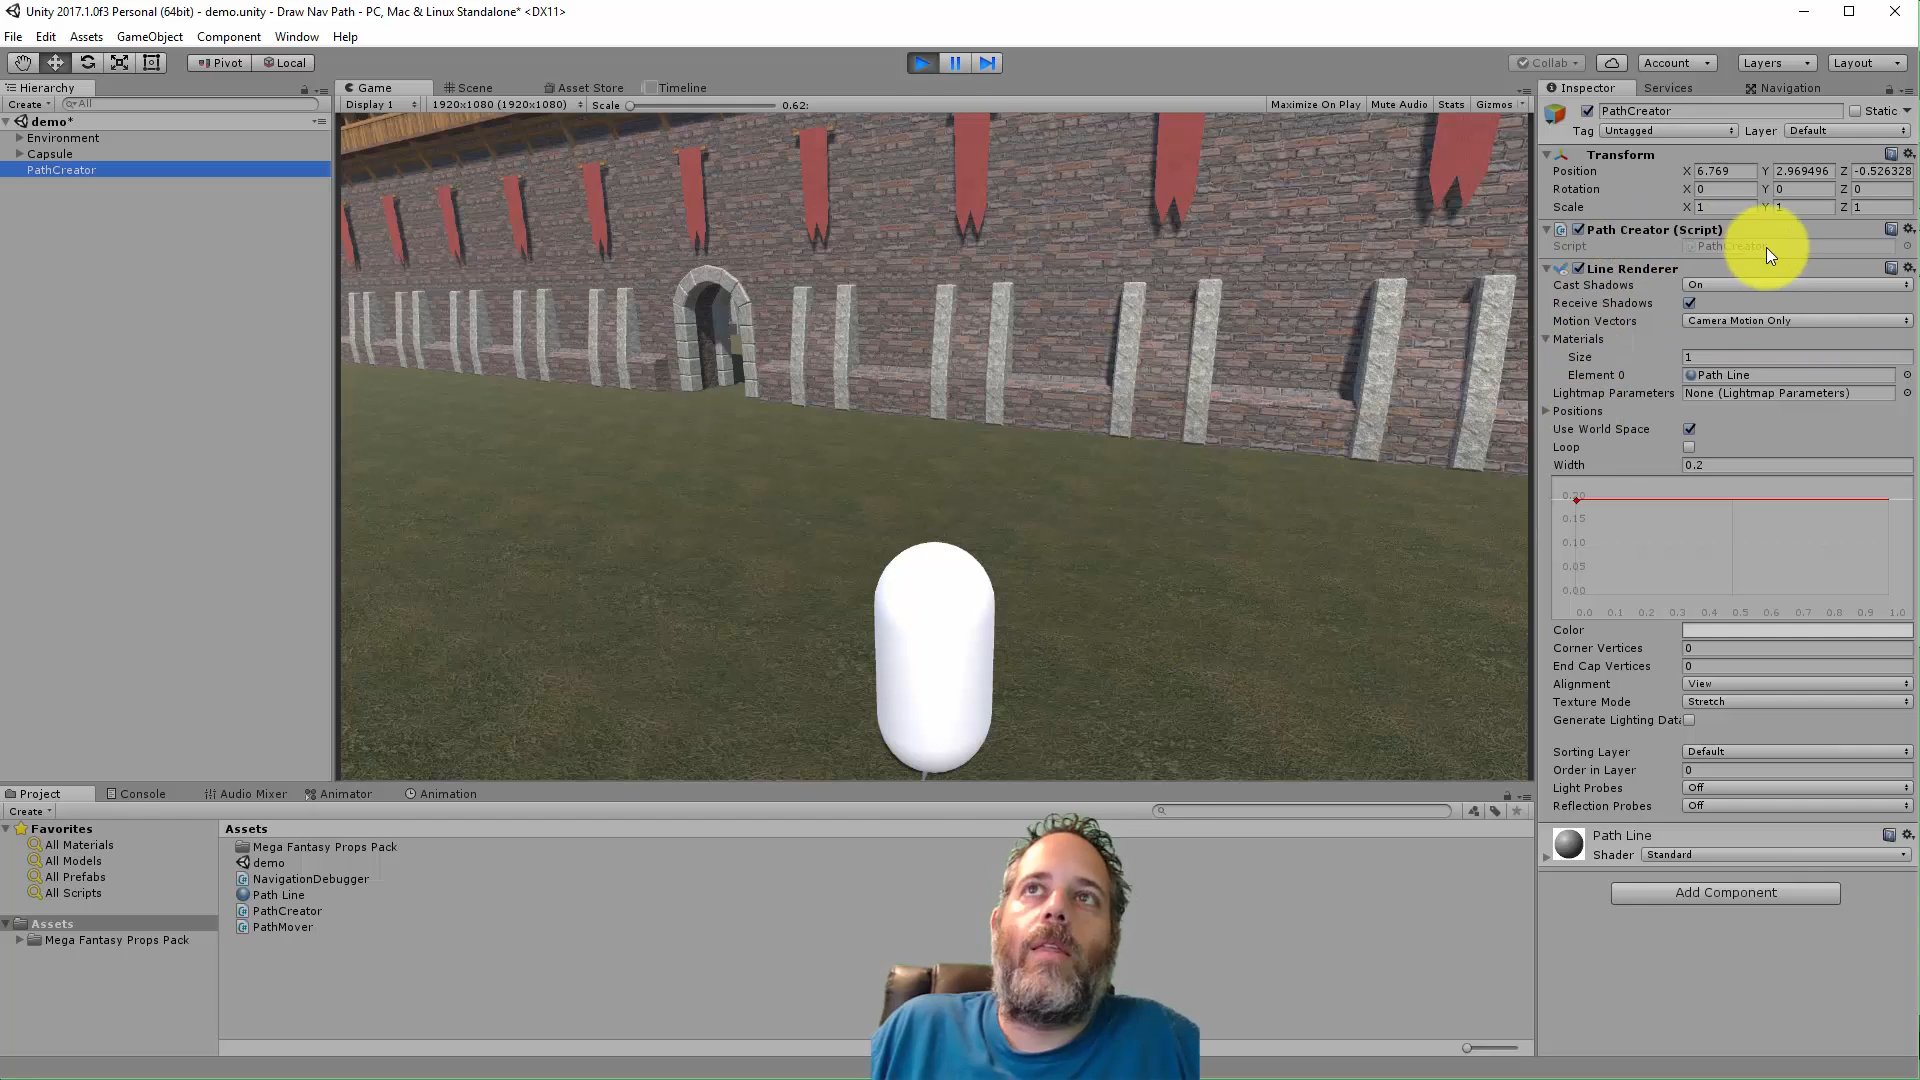 Unity 2017.1.0f3 Personal (64bit) - demo.unity - Draw Nav Path - PC, Mac & Linux Standalone* <DX11>
File Edit Assets GameObject Component Window Help
Pivot Local Collab Account Layers Layout
Hierarchy
Create All
demo*
Environment
Capsule
PathCreator
Game Scene Asset Store Timeline
Display 1 1920x1080 (1920x1080) Scale 0.62: Maximize On Play Mute Audio Stats Gizmos
Inspector Services Navigation
PathCreator Static
Tag Untagged Layer Default
Transform
Position X 6.769 Y 2.969496 Z -0.526328
Rotation X 0 Y 0 Z 0
Scale X 1 Y 1 Z 1
Path Creator (Script)
Script PathCreator
Line Renderer
Cast Shadows On
Receive Shadows
Motion Vectors Camera Motion Only
Materials
Size 1
Element 0 Path Line
Lightmap Parameters None (Lightmap Parameters)
Positions
Use World Space
Loop
Width 0.2
0.20
0.15
0.10
0.05
0.00
0.0 0.1 0.2 0.3 0.4 0.5 0.6 0.7 0.8 0.9 1.0
Color
Corner Vertices 0
End Cap Vertices 0
Alignment View
Texture Mode Stretch
Generate Lighting Data
Sorting Layer Default
Order in Layer 0
Light Probes Off
Reflection Probes Off
Path Line
Shader Standard
Add Component
Project Console Audio Mixer Animator Animation
Create
Favorites
All Materials
All Models
All Prefabs
All Scripts
Assets
Mega Fantasy Props Pack
Assets
Mega Fantasy Props Pack
demo
NavigationDebugger
Path Line
PathCreator
PathMover